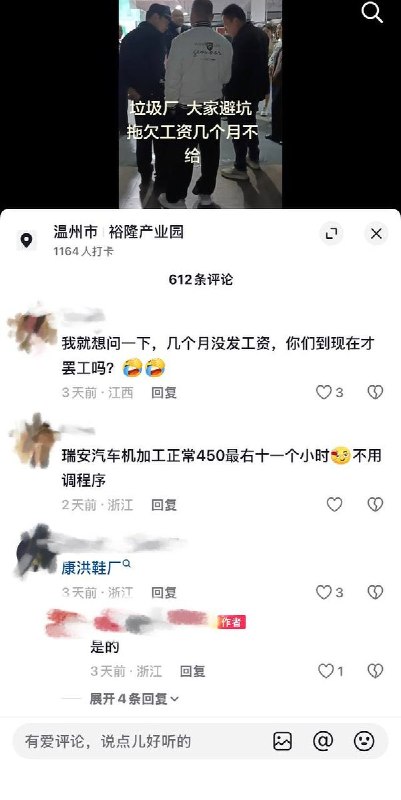 垃圾厂 大家避坑
拖欠工资几个月不
给
温州市 裕隆产业园
1164人打卡
612条评论
我就想问一下，几个月没发工资，你们到现在才
罢工吗？🤣🤣
3天前 · 江西 回复 3
瑞安汽车机加工正常450最右十一个小时😏不用
调程序
2天前 · 浙江 回复
康洪鞋厂
3天前 · 浙江 回复 3
作者
是的
3天前 · 浙江 回复 1
展开4条回复
有爱评论，说点儿好听的